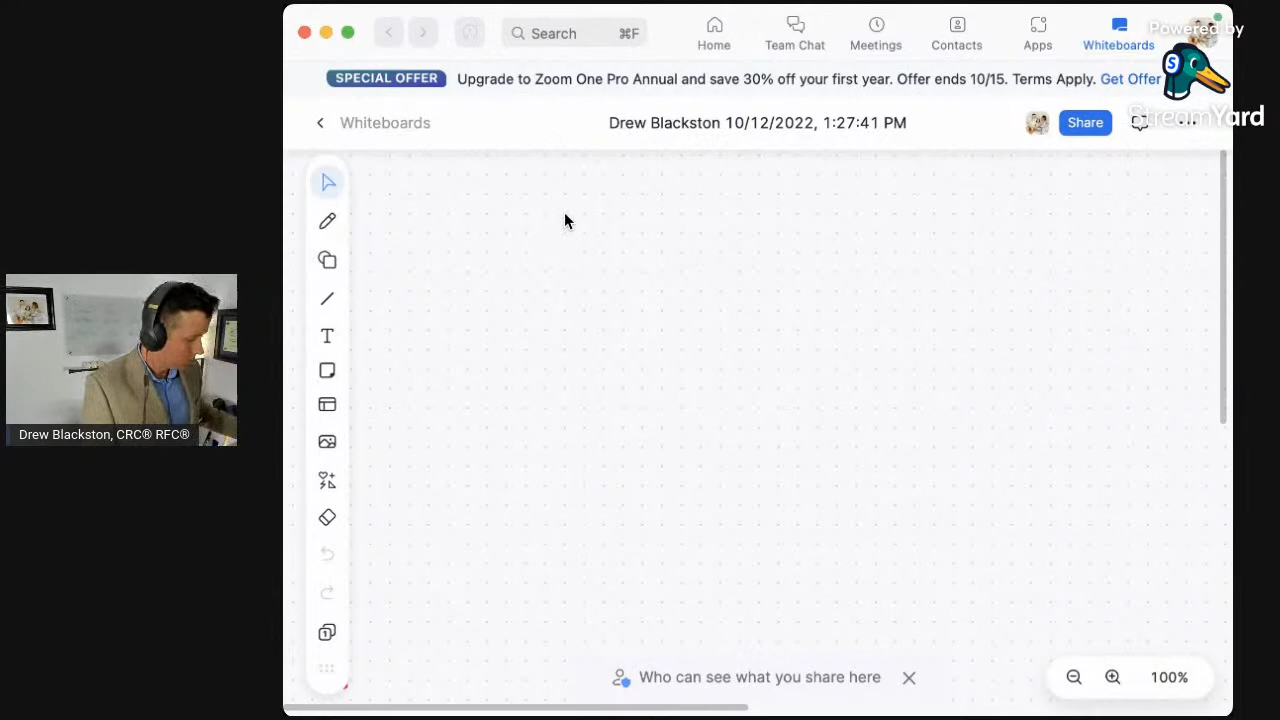 Search ⌘F
Home
Team Chat
Meetings
Contacts
Apps
Whiteboards
Powered by
StreamYard
S
SPECIAL OFFER Upgrade to Zoom One Pro Annual and save 30% off your first year. Offer ends 10/15. Terms Apply. Get Offer
Whiteboards
Drew Blackston 10/12/2022, 1:27:41 PM
Share
T
1
Drew Blackston, CRC® RFC®
Who can see what you share here
100%